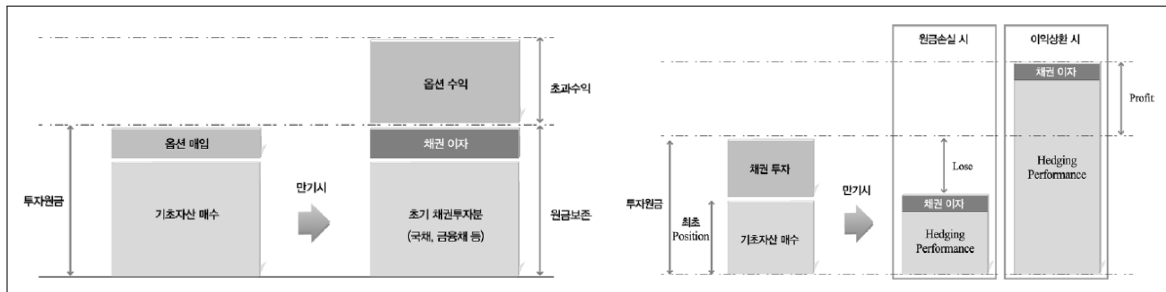 옵션 수익
초과수익
옵션 매입
채권 이자
투자원금
기초자산 매수
만기시
초기 채권투자분
(국채, 금융채 등)
원금보존
원금손실 시
이익상환 시
채권 이자
Profit
채권 투자
Lose
Hedging
Performance
투자원금
최초
Position
기초자산 매수
만기시
채권 이자
Hedging
Performance